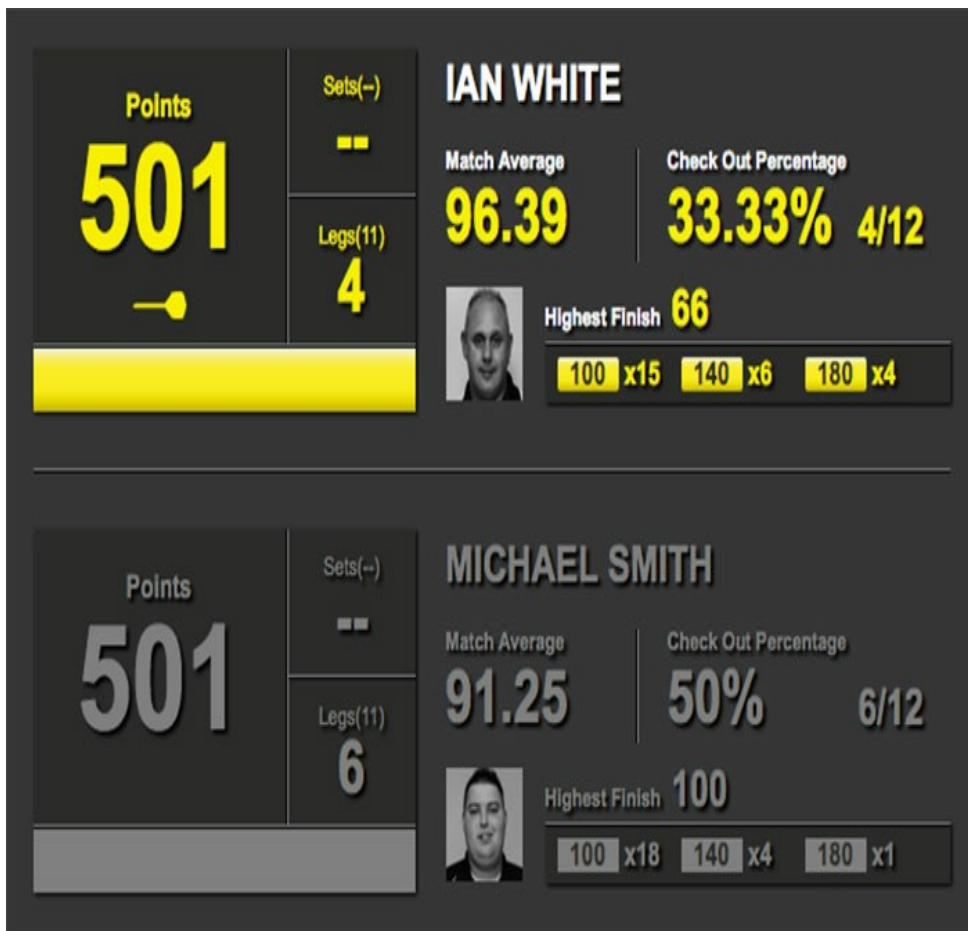 IAN WHITE
Points
501
Sets(--)
--
Legs(11)
4
Match Average
96.39
Check Out Percentage
33.33% 4/12
Highest Finish 66
100 x15 140 x6 180 x4
MICHAEL SMITH
Points
501
Sets(--)
--
Legs(11)
6
Match Average
91.25
Check Out Percentage
50% 6/12
Highest Finish 100
100 x18 140 x4 180 x1